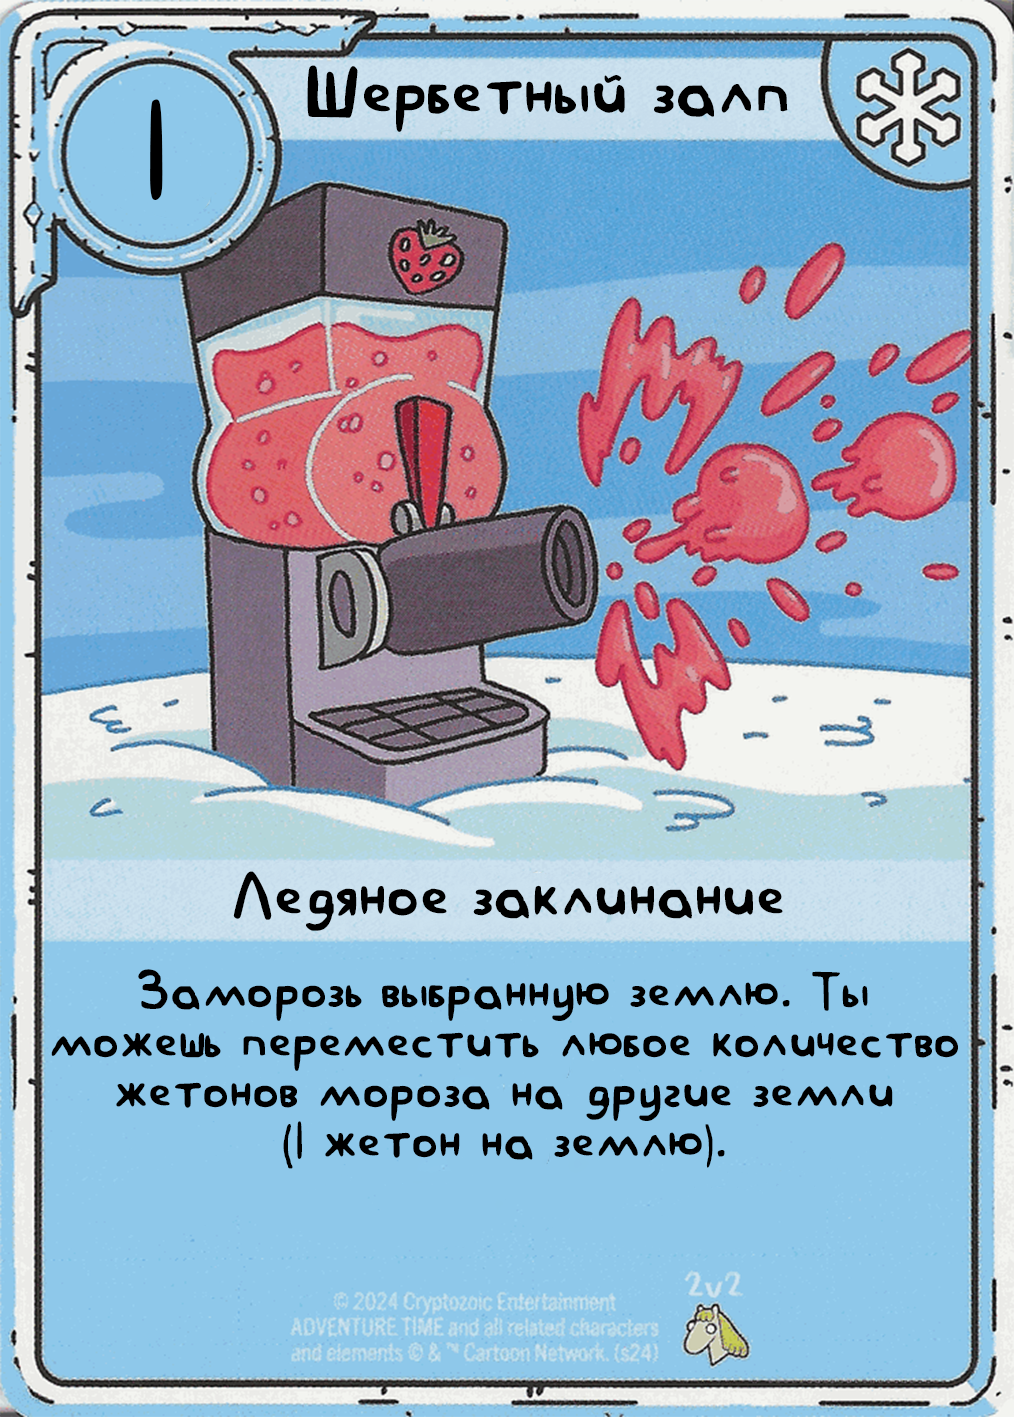 1
Шербетный залп
Ледяное заклинание
Заморозь выбранную землю. Ты
можешь переместить любое количество
жетонов мороза на другие земли
(1 жетон на землю).
2v2
© 2024 Cryptozoic Entertainment
ADVENTURE TIME and all related characters
and elements © & ™ Cartoon Network. (s24)